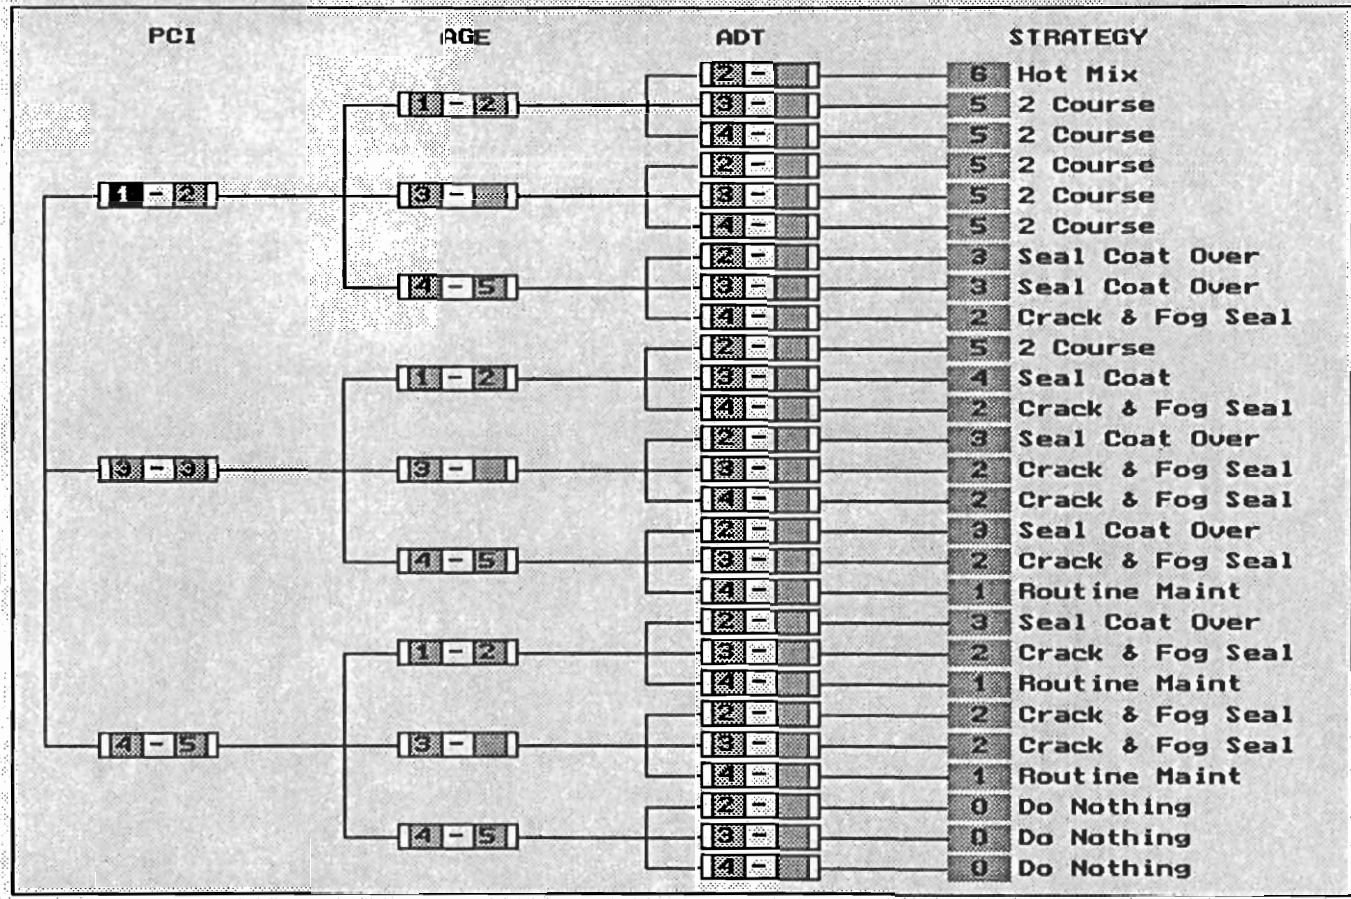 PCI AGE ADT STRATEGY
2 - 6 Hot Mix
1 - 2 3 - 5 2 Course
4 - 5 2 Course
2 - 5 2 Course
1 - 2 3 - 3 - 5 2 Course
4 - 5 2 Course
2 - 3 Seal Coat Over
4 - 5 3 - 3 Seal Coat Over
4 - 2 Crack & Fog Seal
2 - 5 2 Course
1 - 2 3 - 4 Seal Coat
4 - 2 Crack & Fog Seal
2 - 3 Seal Coat Over
3 - 3 3 - 3 - 2 Crack & Fog Seal
4 - 2 Crack & Fog Seal
2 - 3 Seal Coat Over
4 - 5 3 - 2 Crack & Fog Seal
4 - 1 Routine Maint
2 - 3 Seal Coat Over
1 - 2 3 - 2 Crack & Fog Seal
4 - 1 Routine Maint
2 - 2 Crack & Fog Seal
4 - 5 3 - 3 - 2 Crack & Fog Seal
4 - 1 Routine Maint
2 - 0 Do Nothing
4 - 5 3 - 0 Do Nothing
4 - 0 Do Nothing